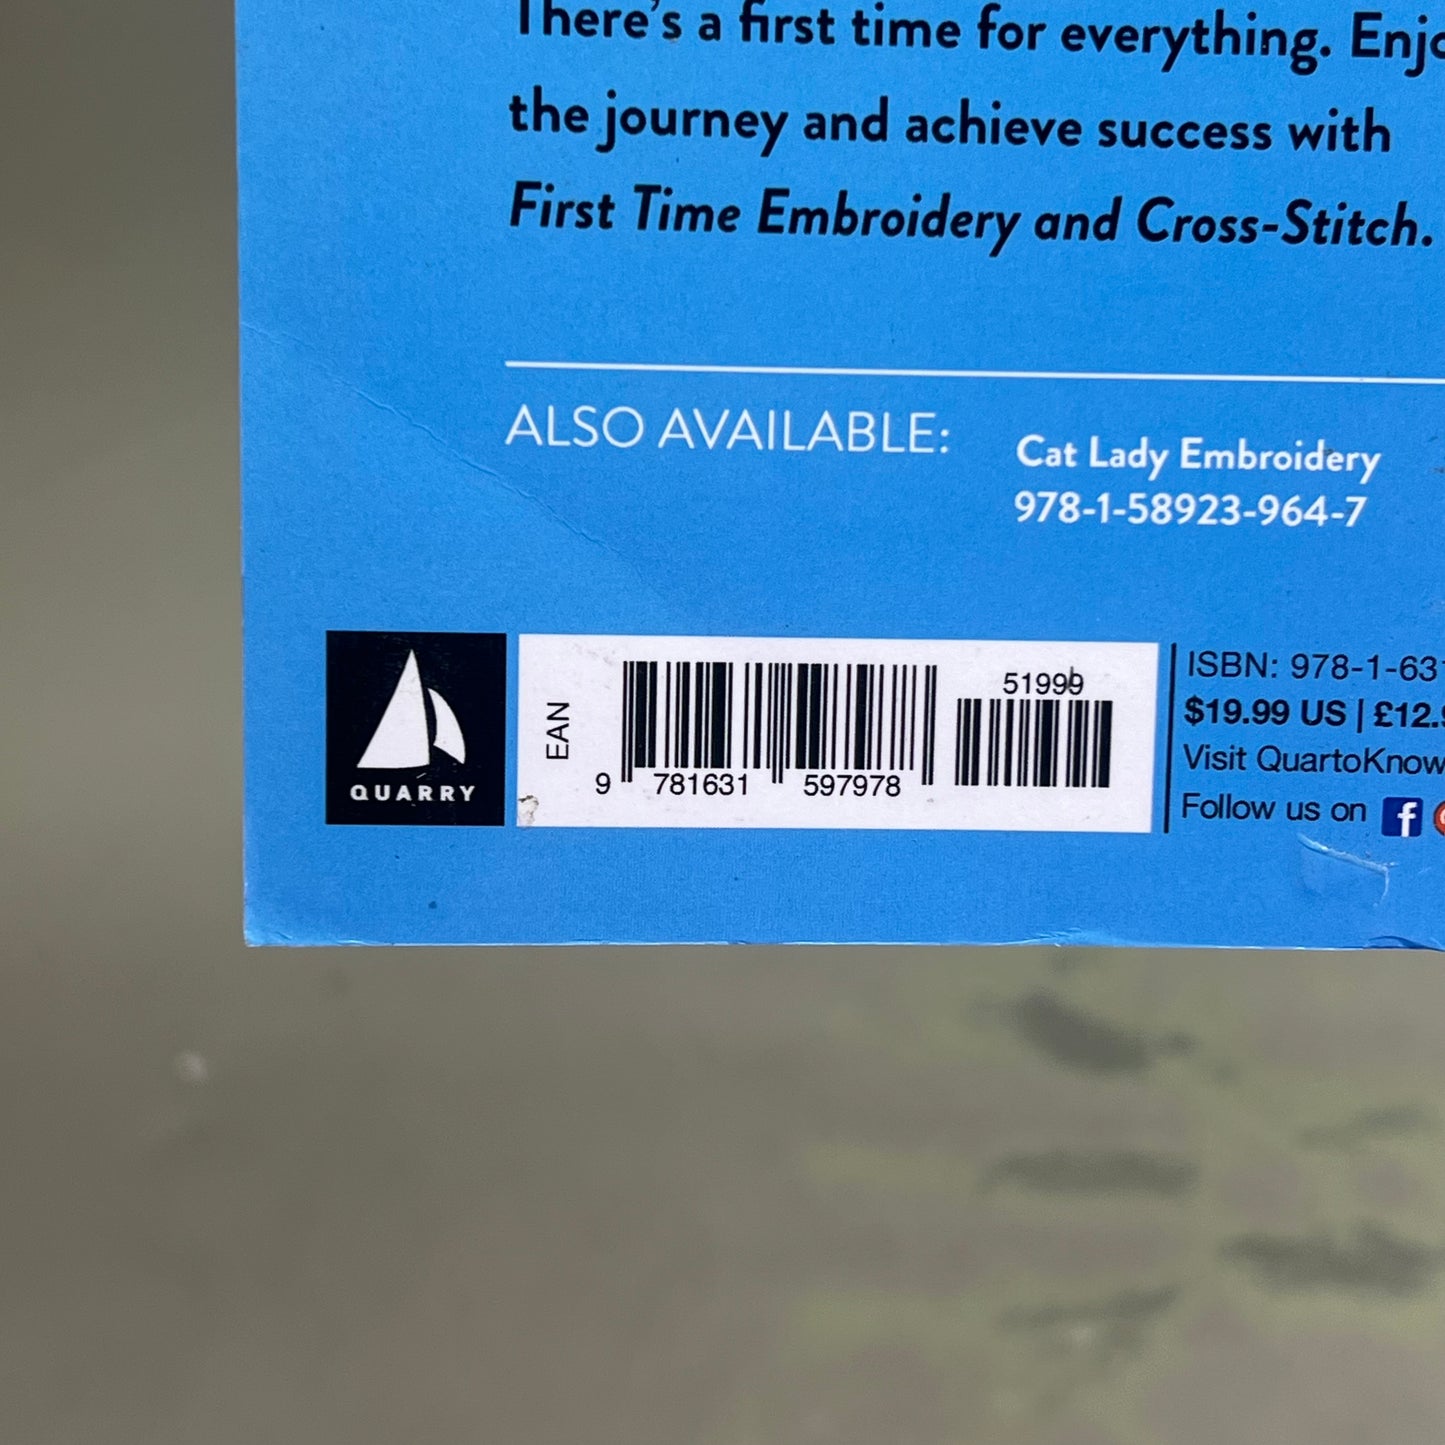 There's a first time for everything. Enjo
the journey and achieve success with
First Time Embroidery and Cross-Stitch.
ALSO AVAILABLE:
Cat Lady Embroidery
978-1-58923-964-7
QUARRY
EAN
9 781631 597978
51999
ISBN: 978-1-63
$19.99 US | £12.
Visit QuartoKnow
Follow us on f